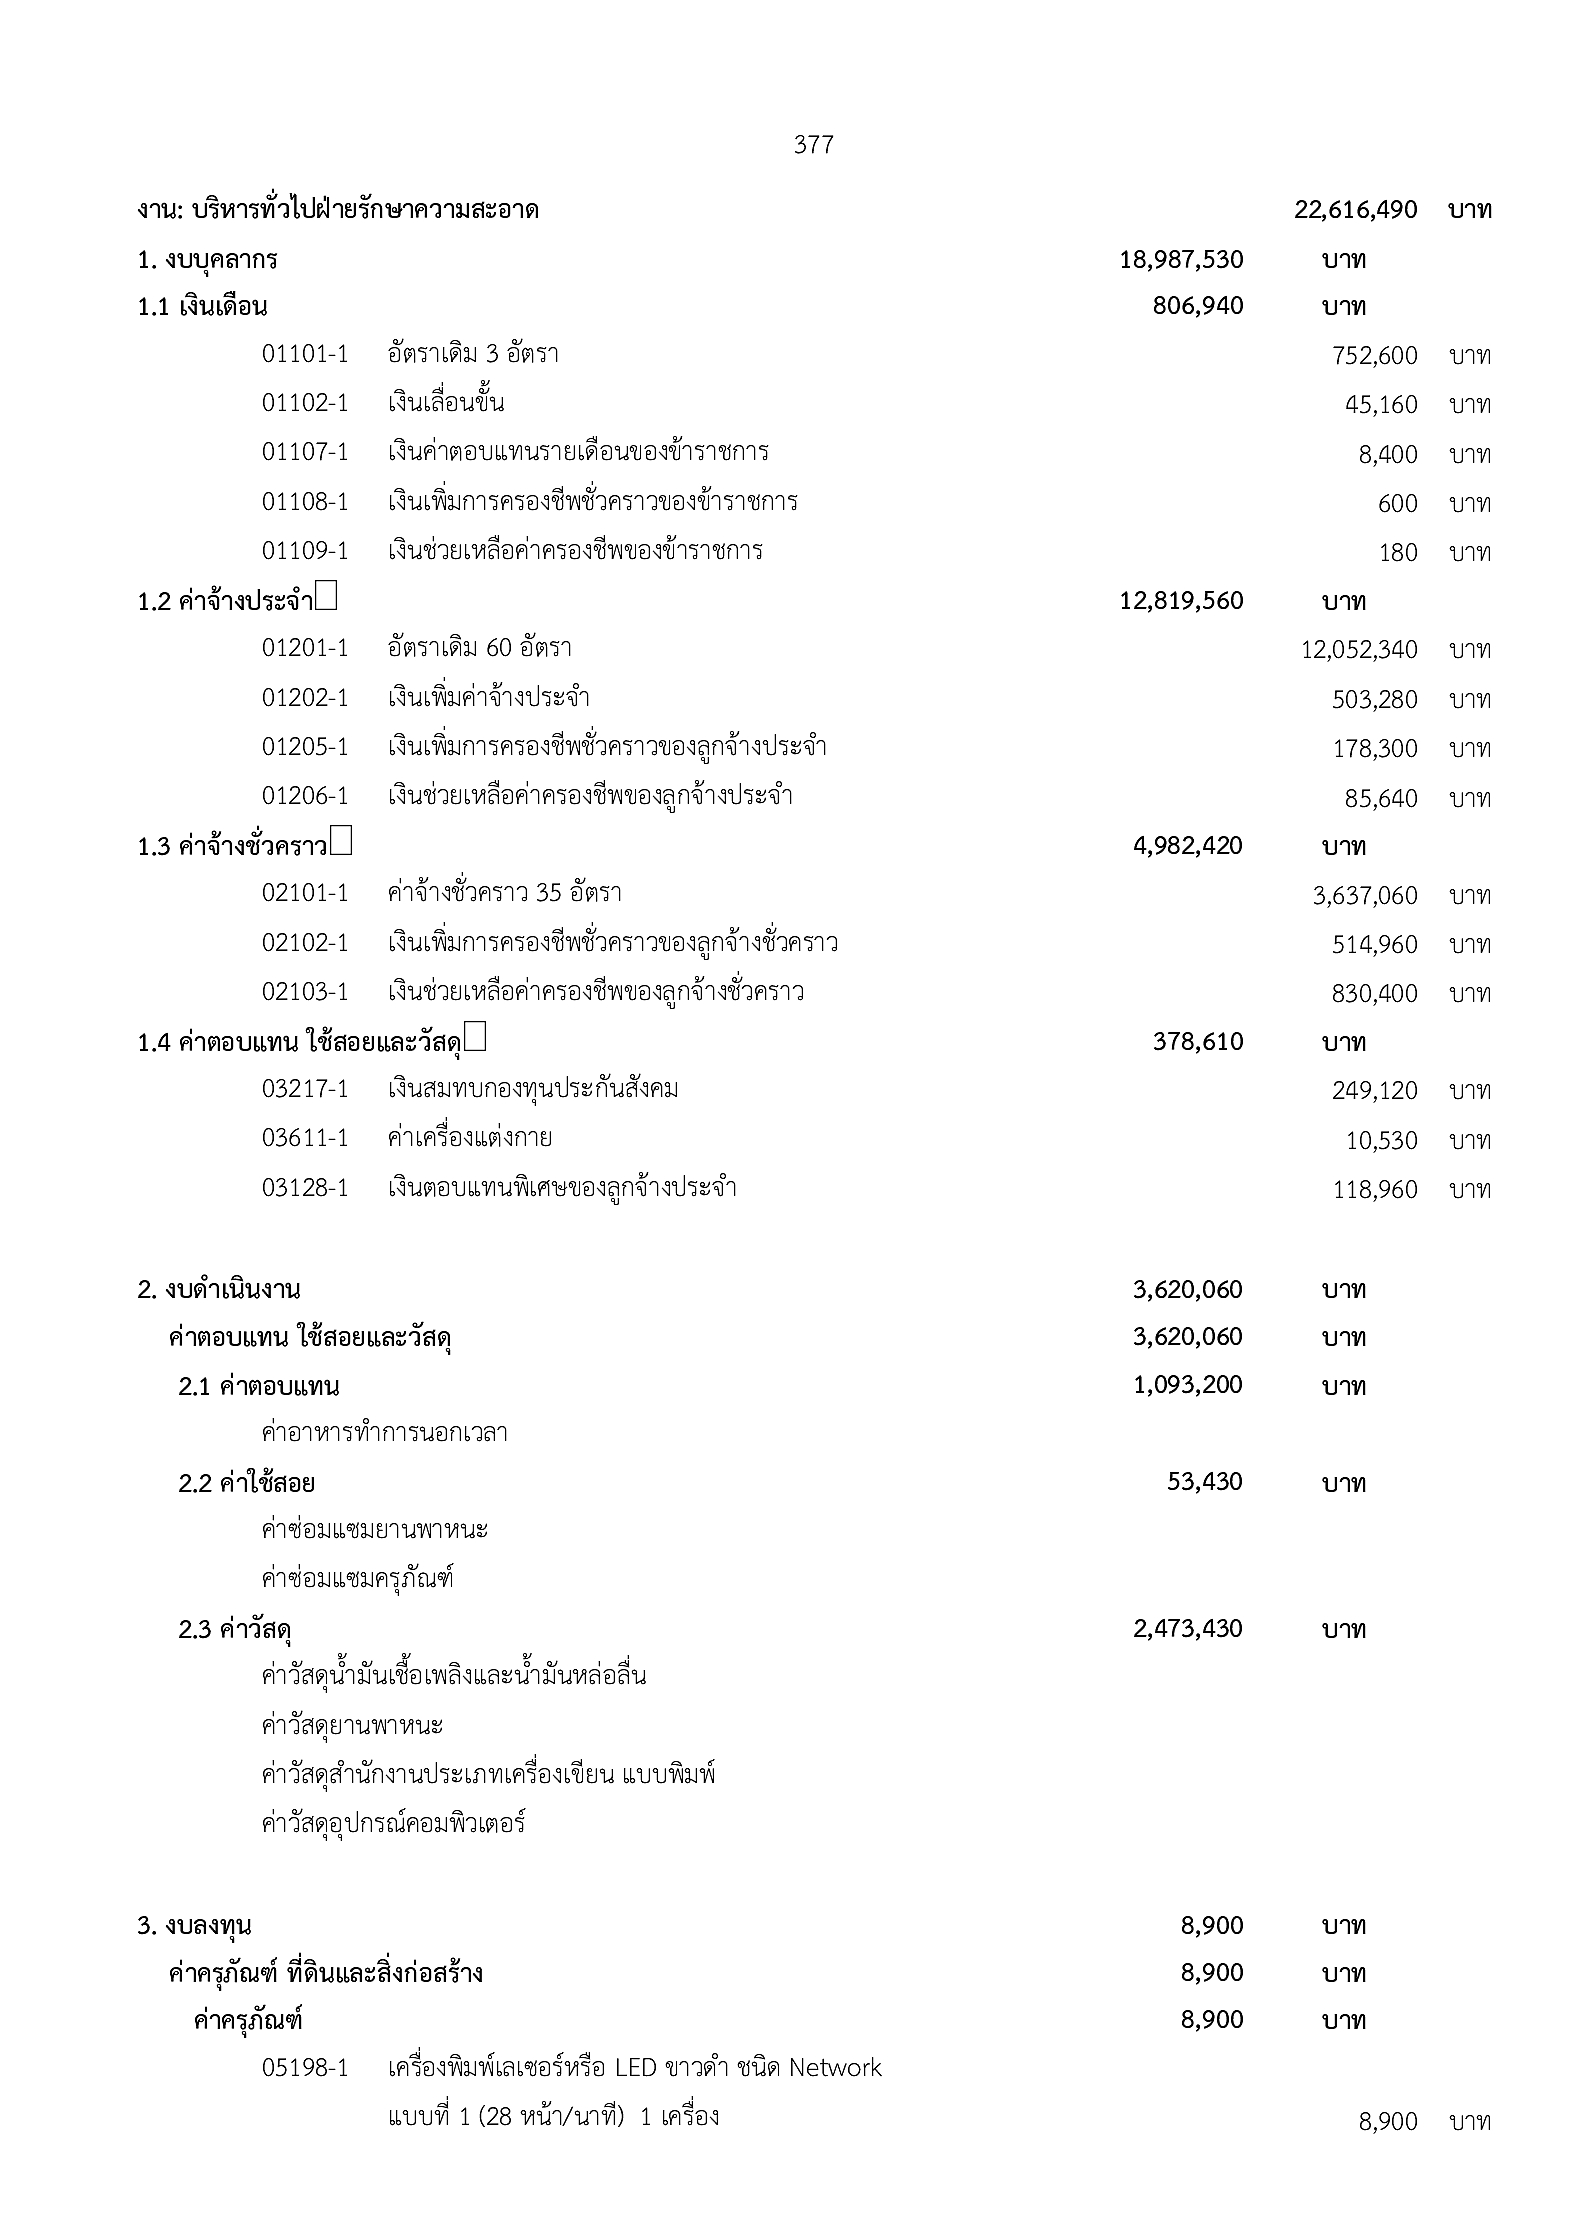 377
งาน: บริหารทั่วไปฝ่ายรักษาความสะอาด 22,616,490 บาท
1. งบบุคลากร 18,987,530 บาท
1.1 เงินเดือน 806,940 บาท
01101-1 อัตราเดิม 3 อัตรา 752,600 บาท
01102-1 เงินเลื่อนขั้น 45,160 บาท
01107-1 เงินค่าตอบแทนรายเดือนของข้าราชการ 8,400 บาท
01108-1 เงินเพิ่มการครองชีพชั่วคราวของข้าราชการ 600 บาท
01109-1 เงินช่วยเหลือค่าครองชีพของข้าราชการ 180 บาท
1.2 ค่าจ้างประจำ 12,819,560 บาท
01201-1 อัตราเดิม 60 อัตรา 12,052,340 บาท
01202-1 เงินเพิ่มค่าจ้างประจำ 503,280 บาท
01205-1 เงินเพิ่มการครองชีพชั่วคราวของลูกจ้างประจำ 178,300 บาท
01206-1 เงินช่วยเหลือค่าครองชีพของลูกจ้างประจำ 85,640 บาท
1.3 ค่าจ้างชั่วคราว 4,982,420 บาท
02101-1 ค่าจ้างชั่วคราว 35 อัตรา 3,637,060 บาท
02102-1 เงินเพิ่มการครองชีพชั่วคราวของลูกจ้างชั่วคราว 514,960 บาท
02103-1 เงินช่วยเหลือค่าครองชีพของลูกจ้างชั่วคราว 830,400 บาท
1.4 ค่าตอบแทน ใช้สอยและวัสดุ 378,610 บาท
03217-1 เงินสมทบกองทุนประกันสังคม 249,120 บาท
03611-1 ค่าเครื่องแต่งกาย 10,530 บาท
03128-1 เงินตอบแทนพิเศษของลูกจ้างประจำ 118,960 บาท
2. งบดำเนินงาน 3,620,060 บาท
ค่าตอบแทน ใช้สอยและวัสดุ 3,620,060 บาท
2.1 ค่าตอบแทน 1,093,200 บาท
ค่าอาหารทำการนอกเวลา
2.2 ค่าใช้สอย 53,430 บาท
ค่าซ่อมแซมยานพาหนะ
ค่าซ่อมแซมครุภัณฑ์
2.3 ค่าวัสดุ 2,473,430 บาท
ค่าวัสดุน้ำมันเชื้อเพลิงและน้ำมันหล่อลื่น
ค่าวัสดุยานพาหนะ
ค่าวัสดุสำนักงานประเภทเครื่องเขียน แบบพิมพ์
ค่าวัสดุอุปกรณ์คอมพิวเตอร์
3. งบลงทุน 8,900 บาท
ค่าครุภัณฑ์ ที่ดินและสิ่งก่อสร้าง 8,900 บาท
ค่าครุภัณฑ์ 8,900 บาท
05198-1 เครื่องพิมพ์เลเซอร์หรือ LED ขาวดำ ชนิด Network
แบบที่ 1 (28 หน้า/นาที) 1 เครื่อง 8,900 บาท